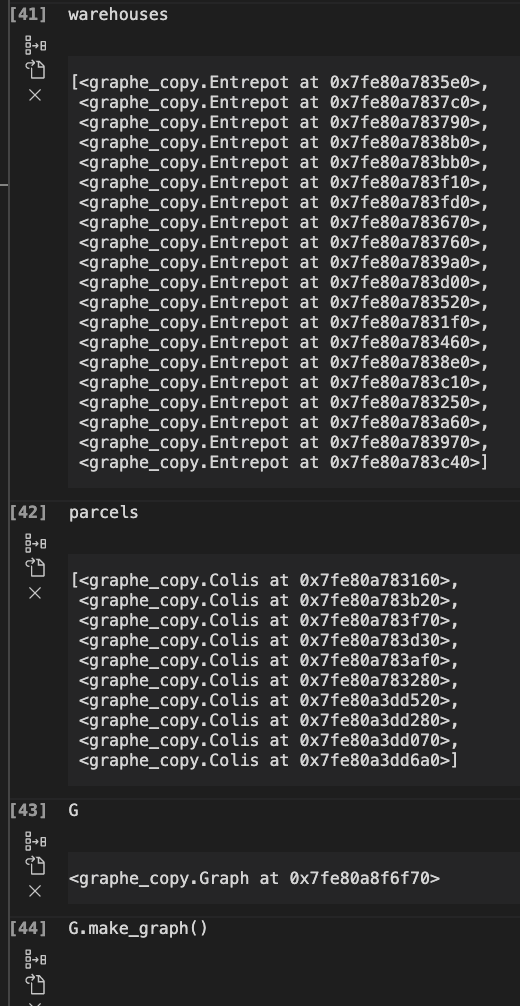 [41] warehouses
[<graphe_copy.Entrepot at 0x7fe80a7835e0>,
<graphe_copy.Entrepot at 0x7fe80a7837c0>,
<graphe_copy.Entrepot at 0x7fe80a783790>,
<graphe_copy.Entrepot at 0x7fe80a7838b0>,
<graphe_copy.Entrepot at 0x7fe80a783bb0>,
<graphe_copy.Entrepot at 0x7fe80a783f10>,
<graphe_copy.Entrepot at 0x7fe80a783fd0>,
<graphe_copy.Entrepot at 0x7fe80a783670>,
<graphe_copy.Entrepot at 0x7fe80a783760>,
<graphe_copy.Entrepot at 0x7fe80a7839a0>,
<graphe_copy.Entrepot at 0x7fe80a783d00>,
<graphe_copy.Entrepot at 0x7fe80a783520>,
<graphe_copy.Entrepot at 0x7fe80a7831f0>,
<graphe_copy.Entrepot at 0x7fe80a783460>,
<graphe_copy.Entrepot at 0x7fe80a7838e0>,
<graphe_copy.Entrepot at 0x7fe80a783c10>,
<graphe_copy.Entrepot at 0x7fe80a783250>,
<graphe_copy.Entrepot at 0x7fe80a783a60>,
<graphe_copy.Entrepot at 0x7fe80a783970>,
<graphe_copy.Entrepot at 0x7fe80a783c40>]
[42] parcels
[<graphe_copy.Colis at 0x7fe80a783160>,
<graphe_copy.Colis at 0x7fe80a783b20>,
<graphe_copy.Colis at 0x7fe80a783f70>,
<graphe_copy.Colis at 0x7fe80a783d30>,
<graphe_copy.Colis at 0x7fe80a783af0>,
<graphe_copy.Colis at 0x7fe80a783280>,
<graphe_copy.Colis at 0x7fe80a3dd520>,
<graphe_copy.Colis at 0x7fe80a3dd280>,
<graphe_copy.Colis at 0x7fe80a3dd070>,
<graphe_copy.Colis at 0x7fe80a3dd6a0>]
[43] G
<graphe_copy.Graph at 0x7fe80a8f6f70>
[44] G.make_graph()